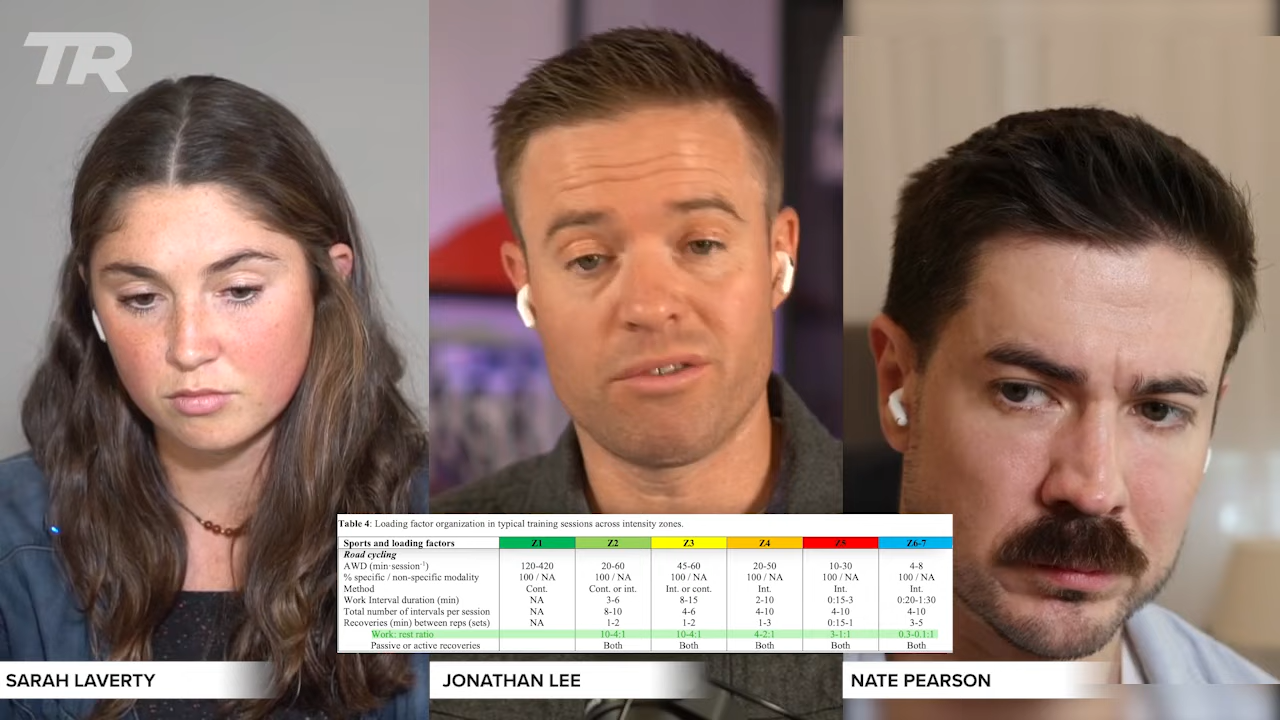 TR
Table 4: Loading factor organization in typical training sessions across intensity zones.
Sports and loading factors Z1 Z2 Z3 Z4 Z5 Z6-7
Road cycling
AWD (min·session⁻¹) 120-420 20-60 45-60 20-50 10-30 4-8
% specific / non-specific modality 100 / NA 100 / NA 100 / NA 100 / NA 100 / NA 100 / NA
Method Cont. Cont. or int. Int. or cont. Int. Int. Int.
Work Interval duration (min) NA 3-6 8-15 2-10 0:15-3 0:20-1:30
Total number of intervals per session NA 8-10 4-6 4-10 4-10 4-10
Recoveries (min) between reps (sets) NA 1-2 1-2 1-3 0:15-1 3-5
Work: rest ratio 10-4:1 10-4:1 4-2:1 3-1:1 0.3-0.1:1
Passive or active recoveries Both Both Both Both Both
SARAH LAVERTY
JONATHAN LEE
NATE PEARSON